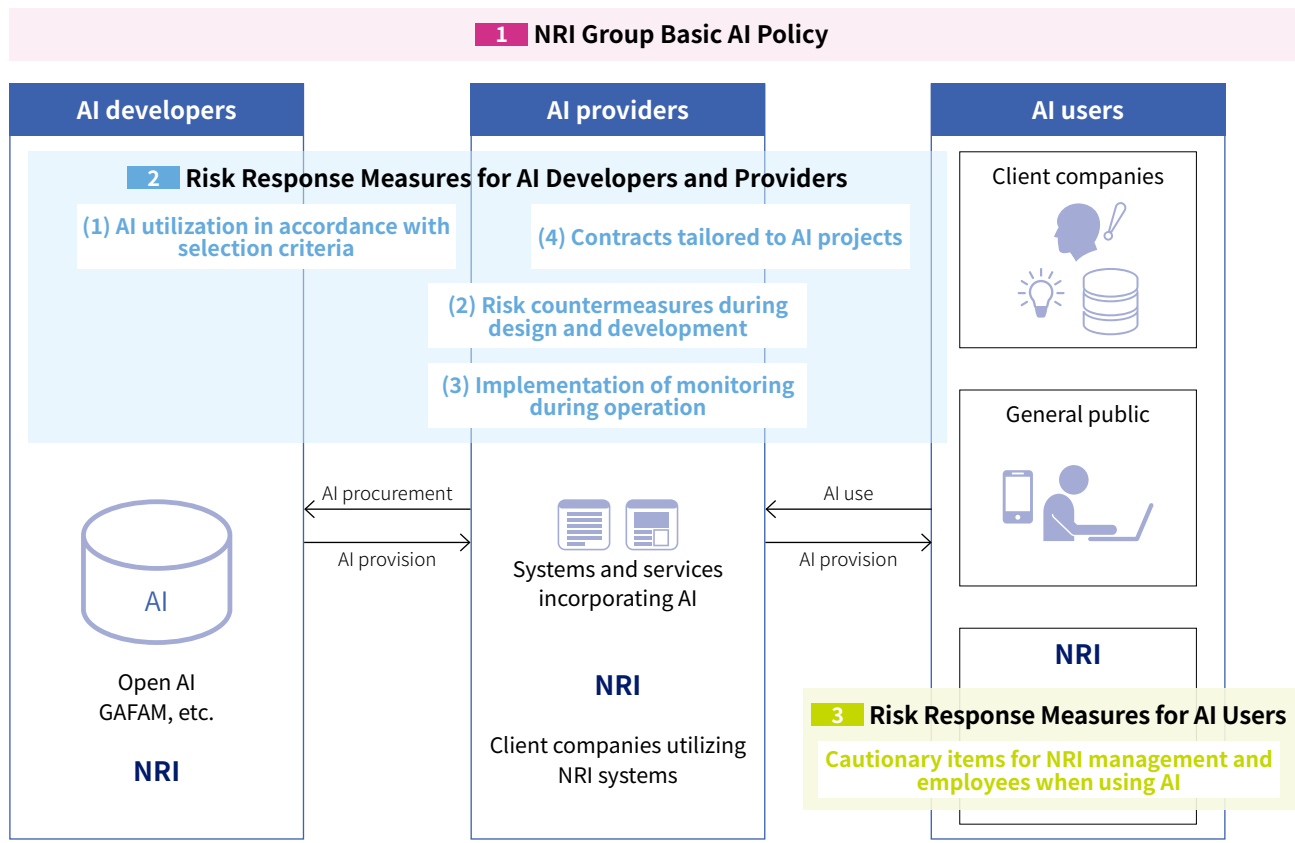 1 NRI Group Basic AI Policy
AI developers
AI providers
AI users
2 Risk Response Measures for AI Developers and Providers
(1) AI utilization in accordance with
selection criteria
(4) Contracts tailored to AI projects
(2) Risk countermeasures during
design and development
(3) Implementation of monitoring
during operation
Client companies
General public
AI procurement
AI provision
AI use
AI provision
AI
Open AI
GAFAM, etc.
NRI
Systems and services
incorporating AI
NRI
Client companies utilizing
NRI systems
NRI
3 Risk Response Measures for AI Users
Cautionary items for NRI management and
employees when using AI